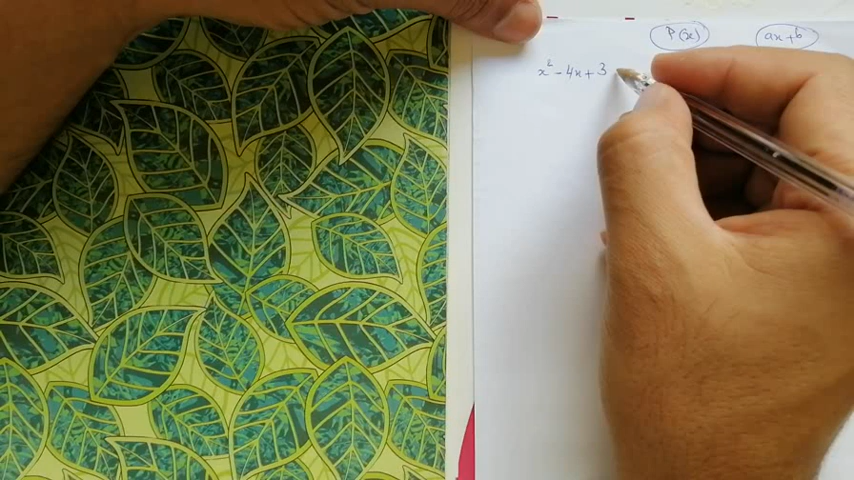 P(x) ax+b
x² - 4x + 3